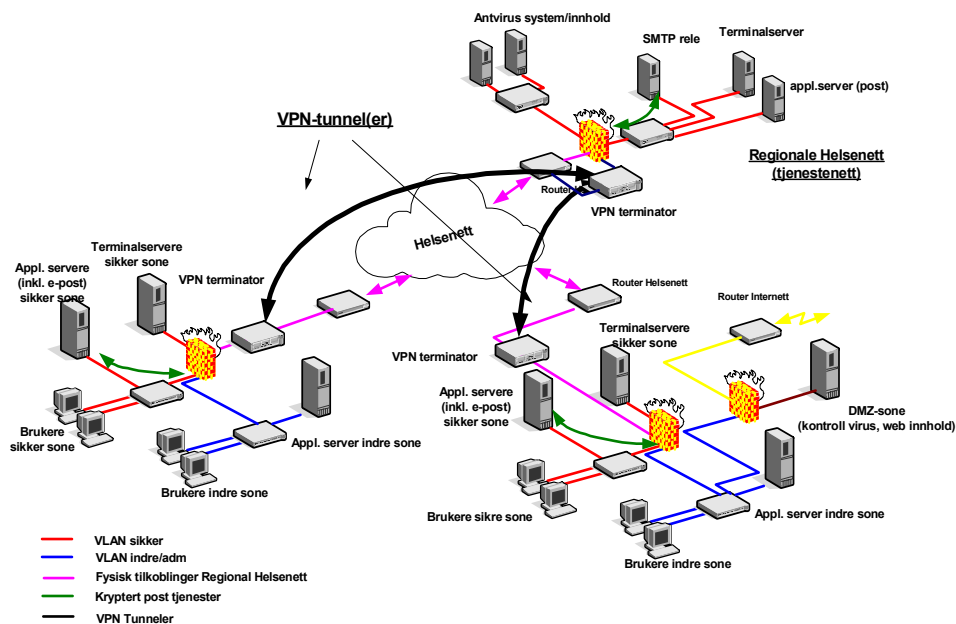 Antivirus system/innhold
SMTP rele
Terminalserver
appl.server (post)
VPN-tunnel(er)
Regionale Helsenett
(tjenestenett)
Router
VPN terminator
Helsenett
Terminalservere
sikker sone
Appl. servere
(inkl. e-post)
sikker sone
VPN terminator
Router Helsenett
Router Internett
Terminalservere
sikker sone
VPN terminator
Appl. servere
(inkl. e-post)
sikker sone
DMZ-sone
(kontroll virus, web innhold)
Brukere
sikker sone
Appl. server indre sone
Brukere indre sone
Brukere sikre sone
Appl. server indre sone
Brukere indre sone
VLAN sikker
VLAN indre/adm
Fysisk tilkoblinger Regional Helsenett
Kryptert post tjenester
VPN Tunneler